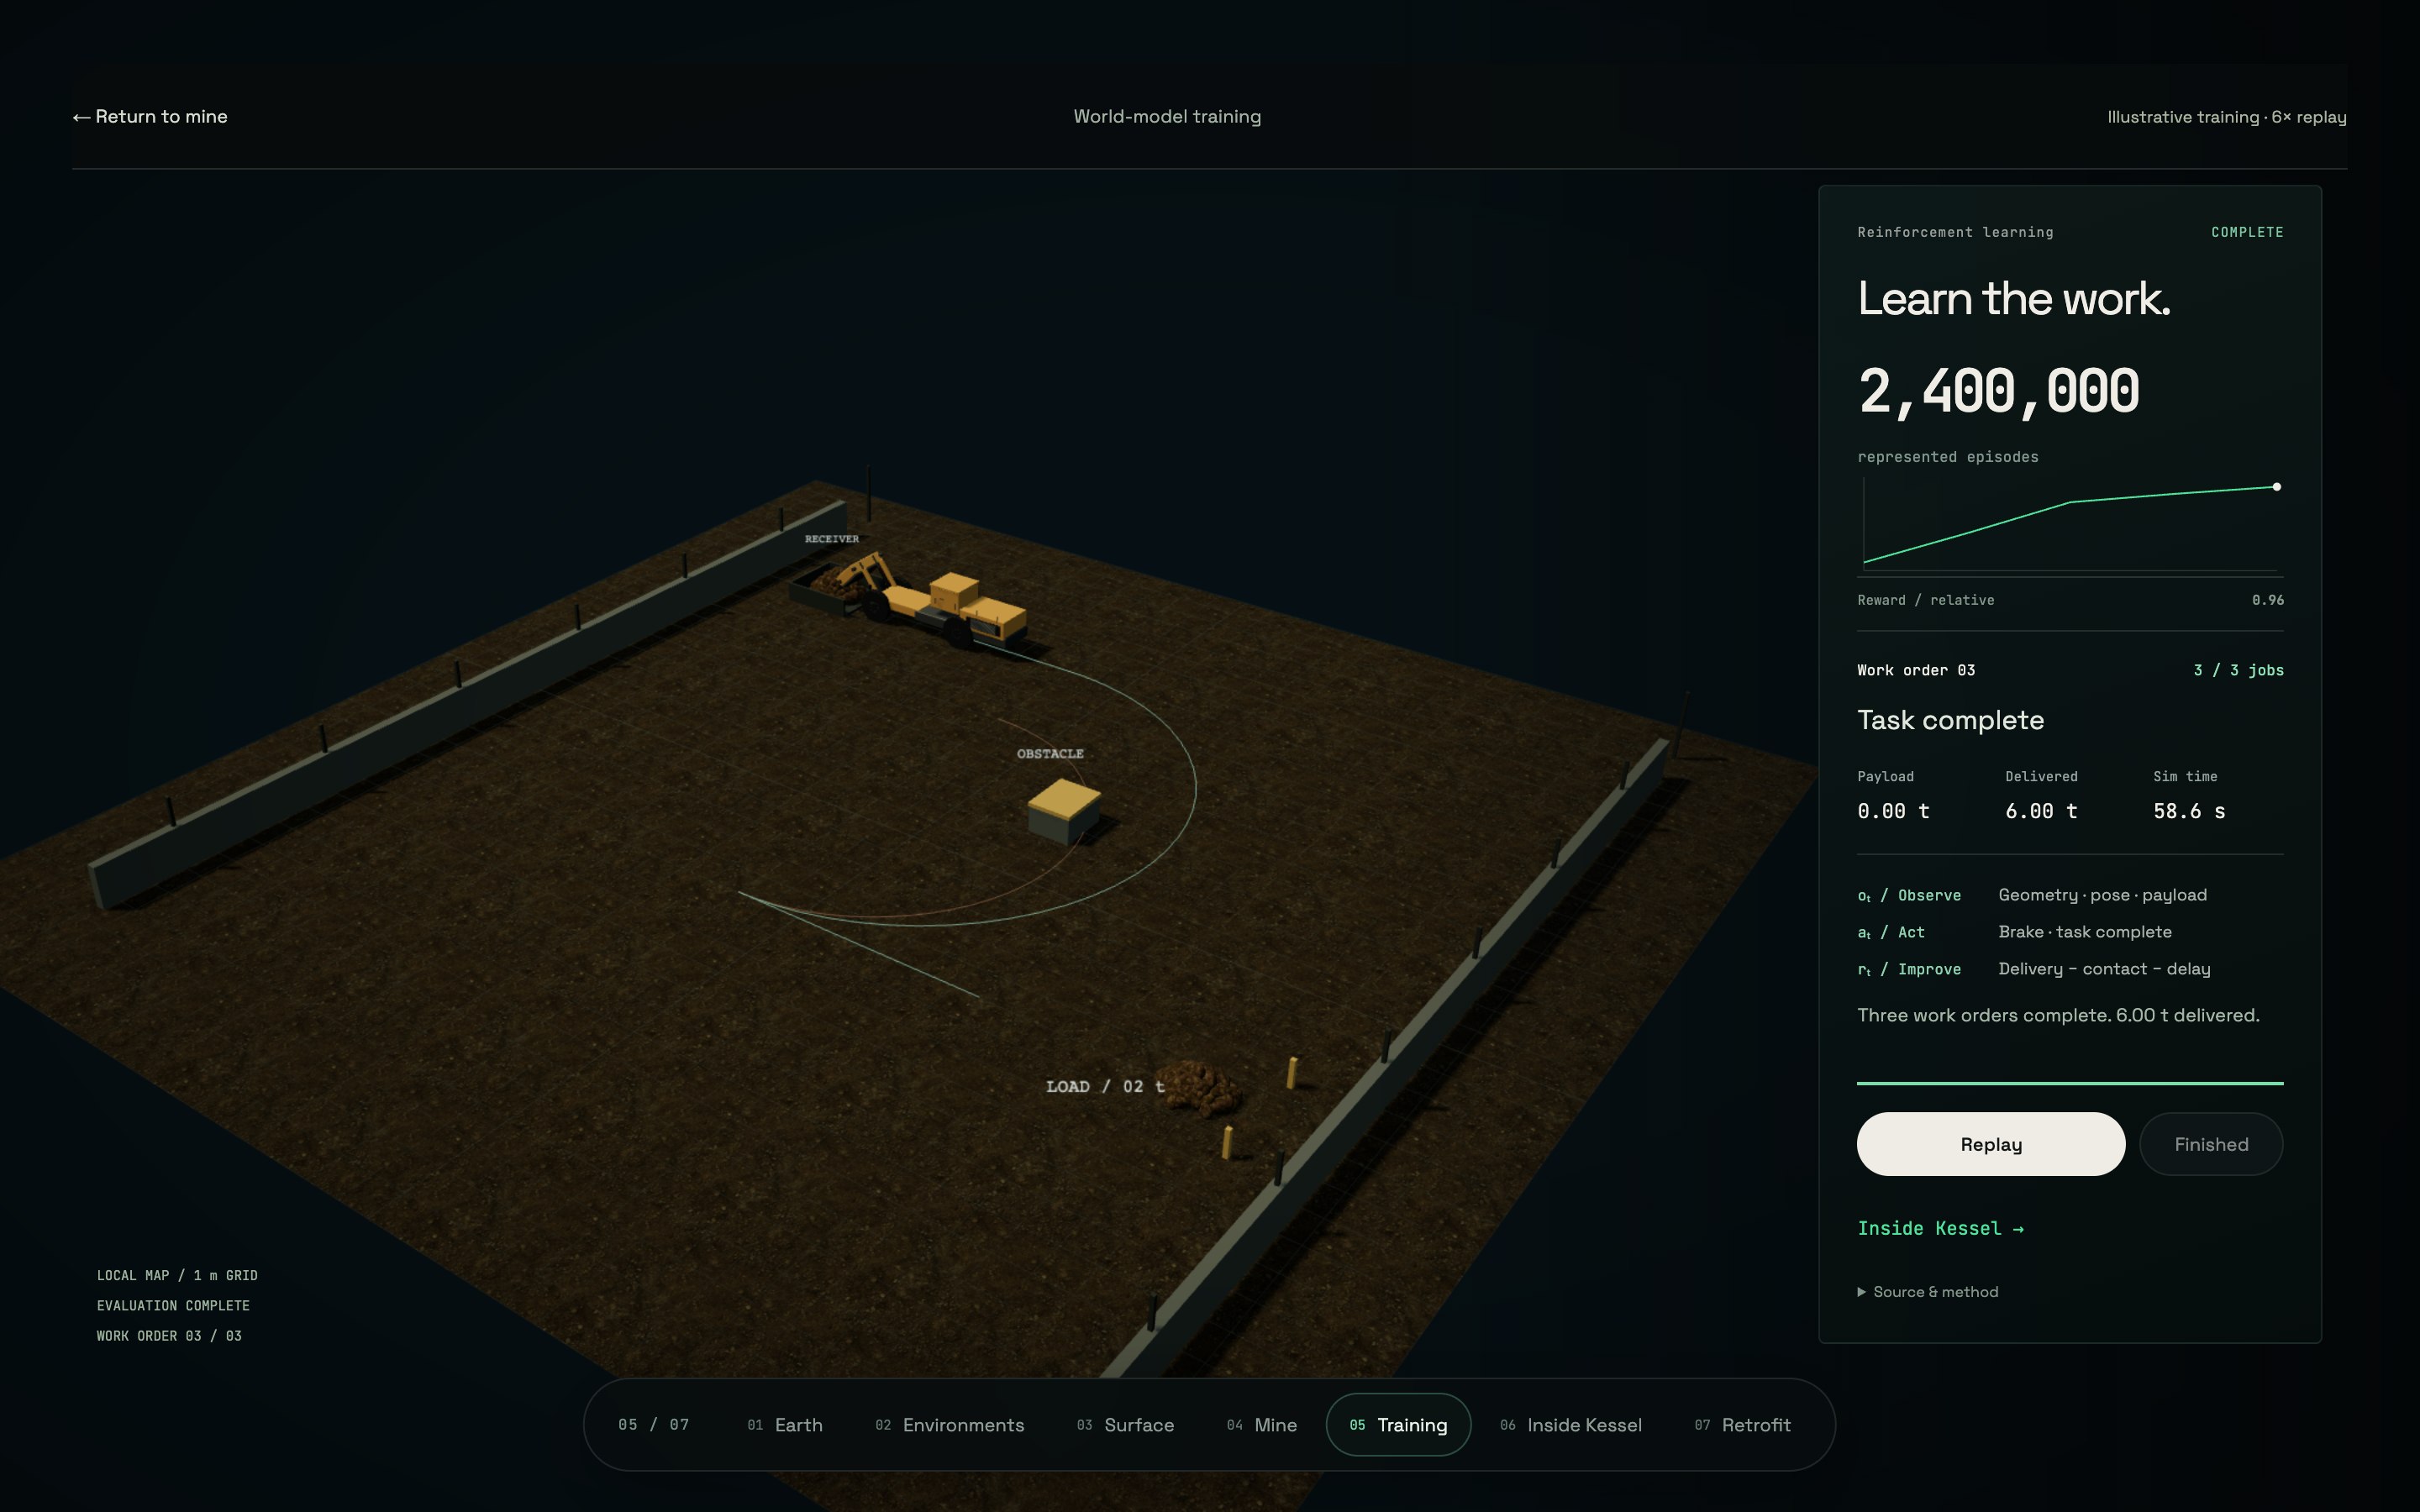 ← Return to mine
World-model training
Illustrative training · 6× replay
Reinforcement learning
COMPLETE
Learn the work.
2,400,000
represented episodes
Reward / relative
0.96
Work order 03
3 / 3 jobs
Task complete
Payload
Delivered
Sim time
0.00 t
6.00 t
58.6 s
oₜ / Observe
Geometry · pose · payload
aₜ / Act
Brake · task complete
rₜ / Improve
Delivery − contact − delay
Three work orders complete. 6.00 t delivered.
Replay
Finished
Inside Kessel →
▶ Source & method
RECEIVER
OBSTACLE
LOAD / 02 t
LOCAL MAP / 1 m GRID
EVALUATION COMPLETE
WORK ORDER 03 / 03
05 / 07
01 Earth
02 Environments
03 Surface
04 Mine
05 Training
06 Inside Kessel
07 Retrofit